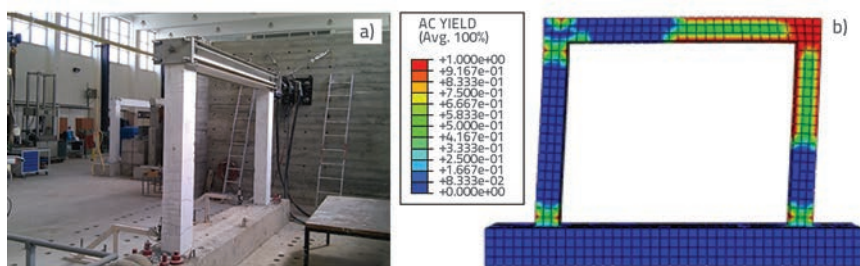 a)
AC YIELD
(Avg. 100%)
+1.000e+00
+9.167e-01
+8.333e-01
+7.500e-01
+6.667e-01
+5.833e-01
+5.000e-01
+4.167e-01
+3.333e-01
+2.500e-01
+1.667e-01
+8.333e-02
+0.000e+00
b)